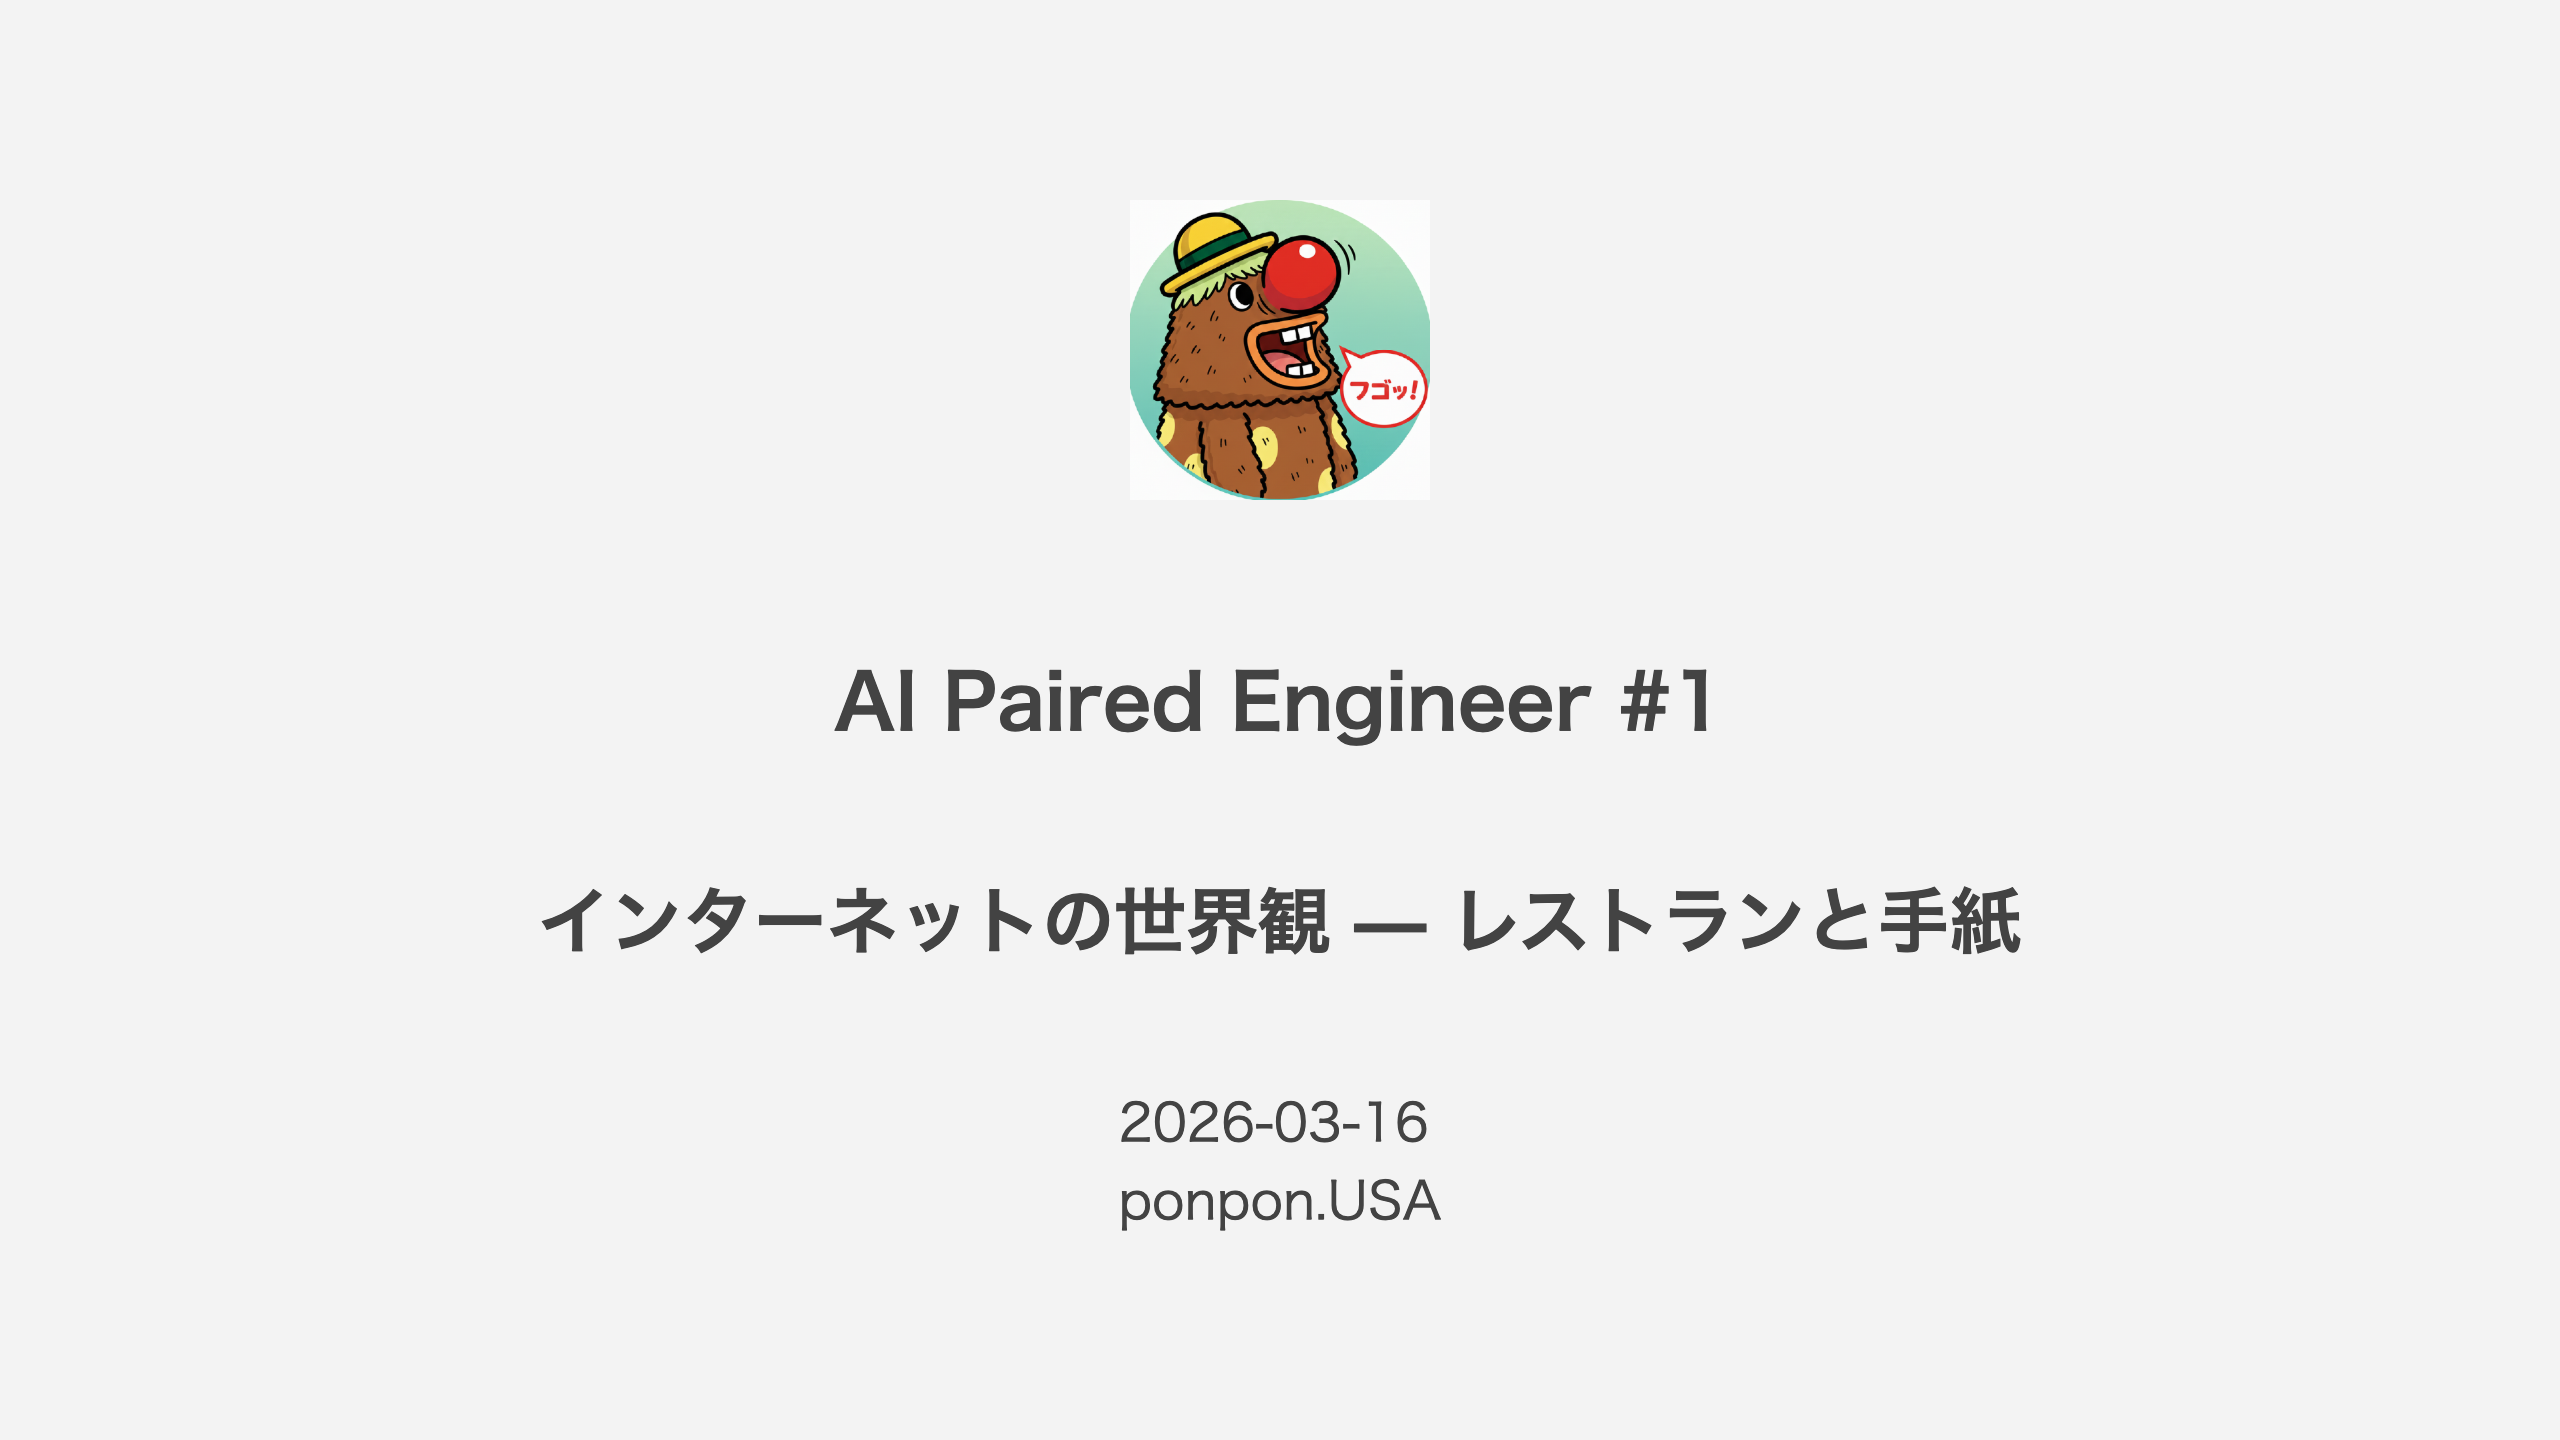 フゴッ!
AI Paired Engineer #1
インターネットの世界観 — レストランと手紙
2026-03-16
ponpon.USA